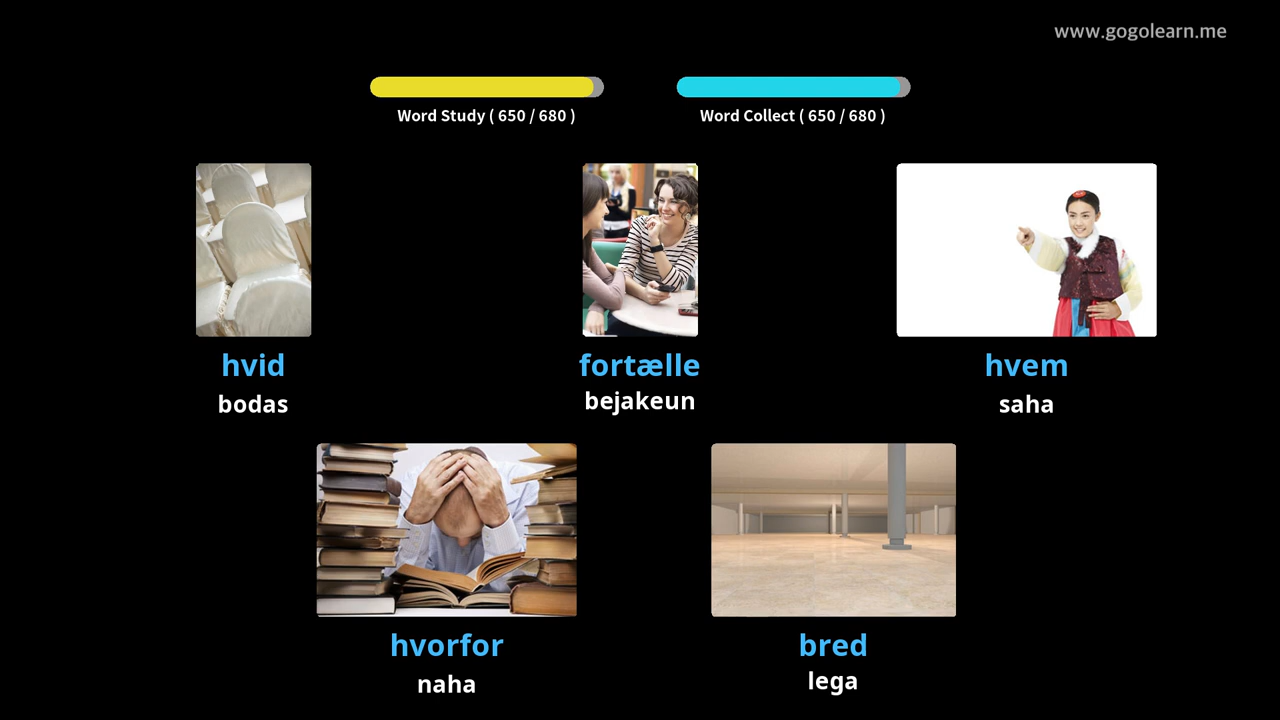 www.gogolearn.me
Word Study ( 650 / 680 )
Word Collect ( 650 / 680 )
hvid
bodas
fortælle
bejakeun
hvem
saha
hvorfor
naha
bred
lega